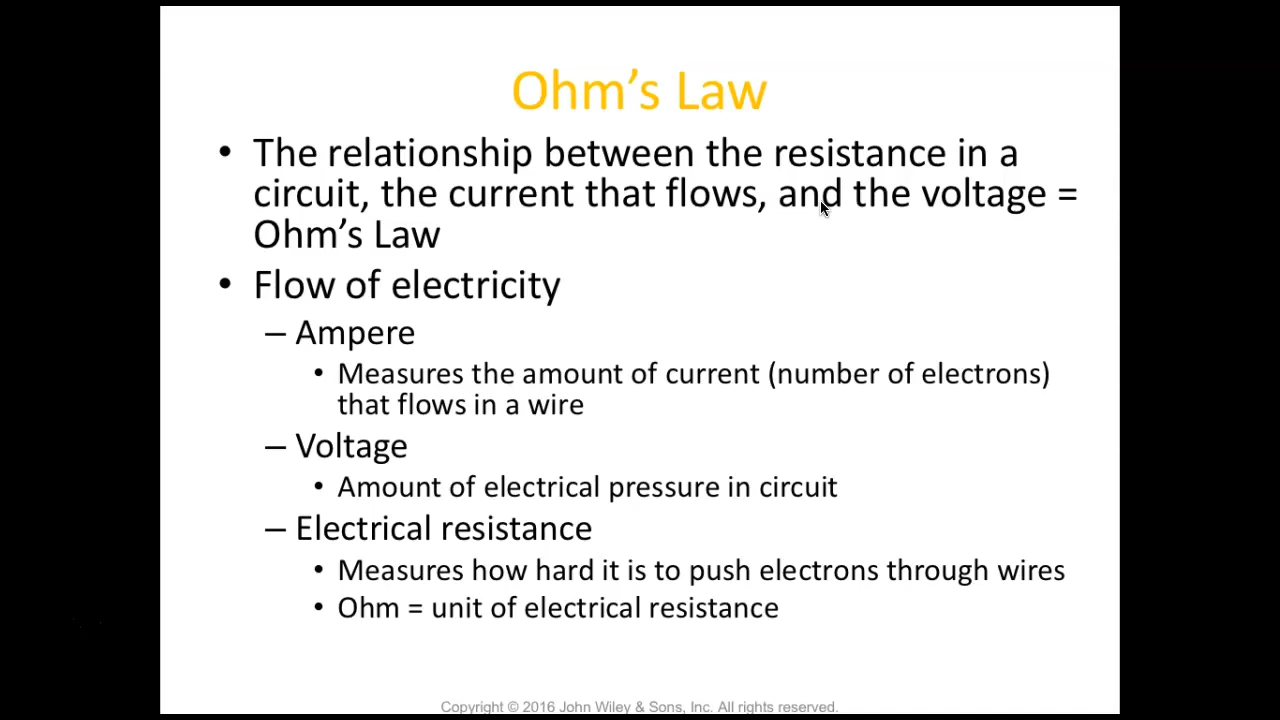 Ohm’s Law
• The relationship between the resistance in a
circuit, the current that flows, and the voltage =
Ohm’s Law
• Flow of electricity
– Ampere
• Measures the amount of current (number of electrons)
that flows in a wire
– Voltage
• Amount of electrical pressure in circuit
– Electrical resistance
• Measures how hard it is to push electrons through wires
• Ohm = unit of electrical resistance
Copyright © 2016 John Wiley & Sons, Inc. All rights reserved.